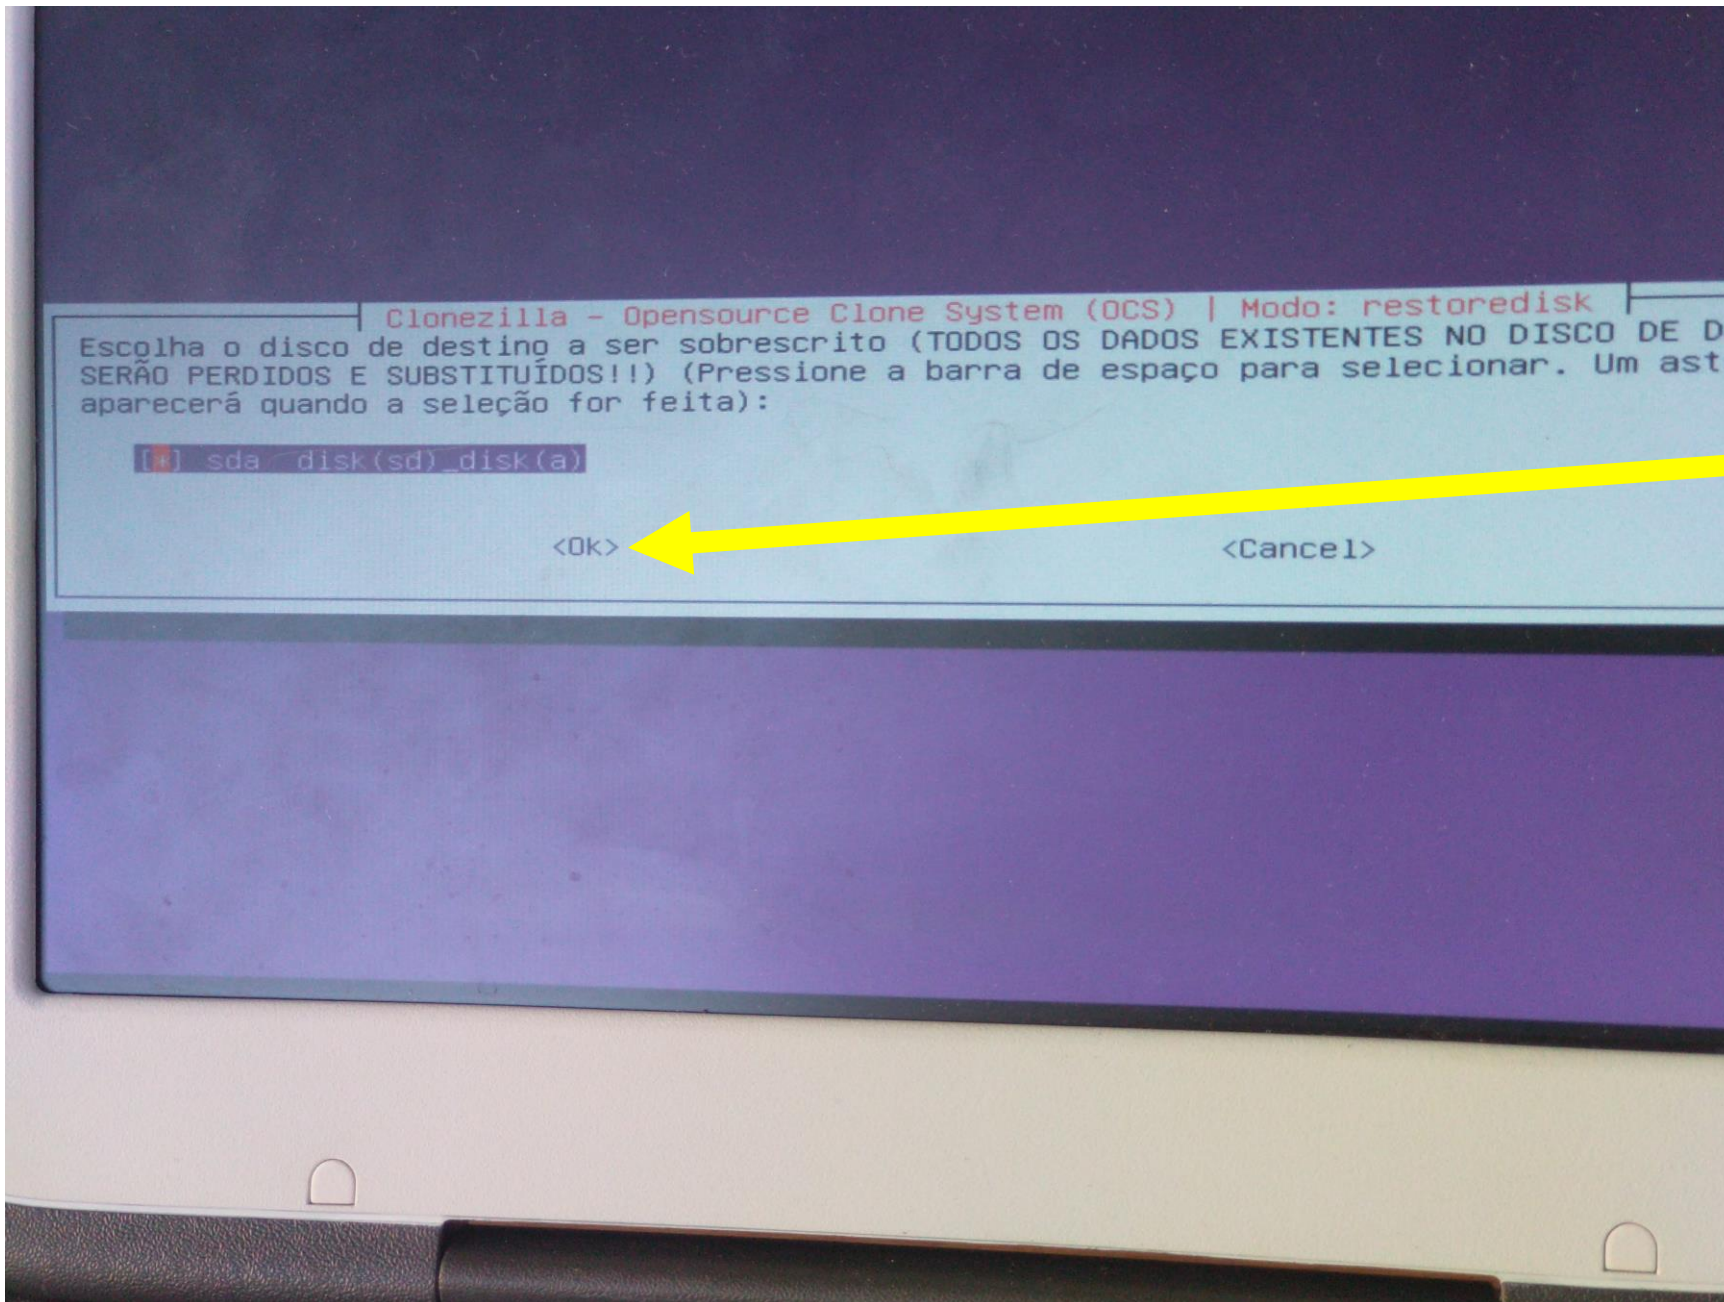 Clonezilla - Opensource Clone System (OCS) | Modo: restoredisk
Escolha o disco de destino a ser sobrescrito (TODOS OS DADOS EXISTENTES NO DISCO DE D
SERÃO PERDIDOS E SUBSTITUÍDOS!!) (Pressione a barra de espaço para selecionar. Um ast
aparecerá quando a seleção for feita):
[*] sda disk(sd)_disk(a)
<Ok> <Cancel>